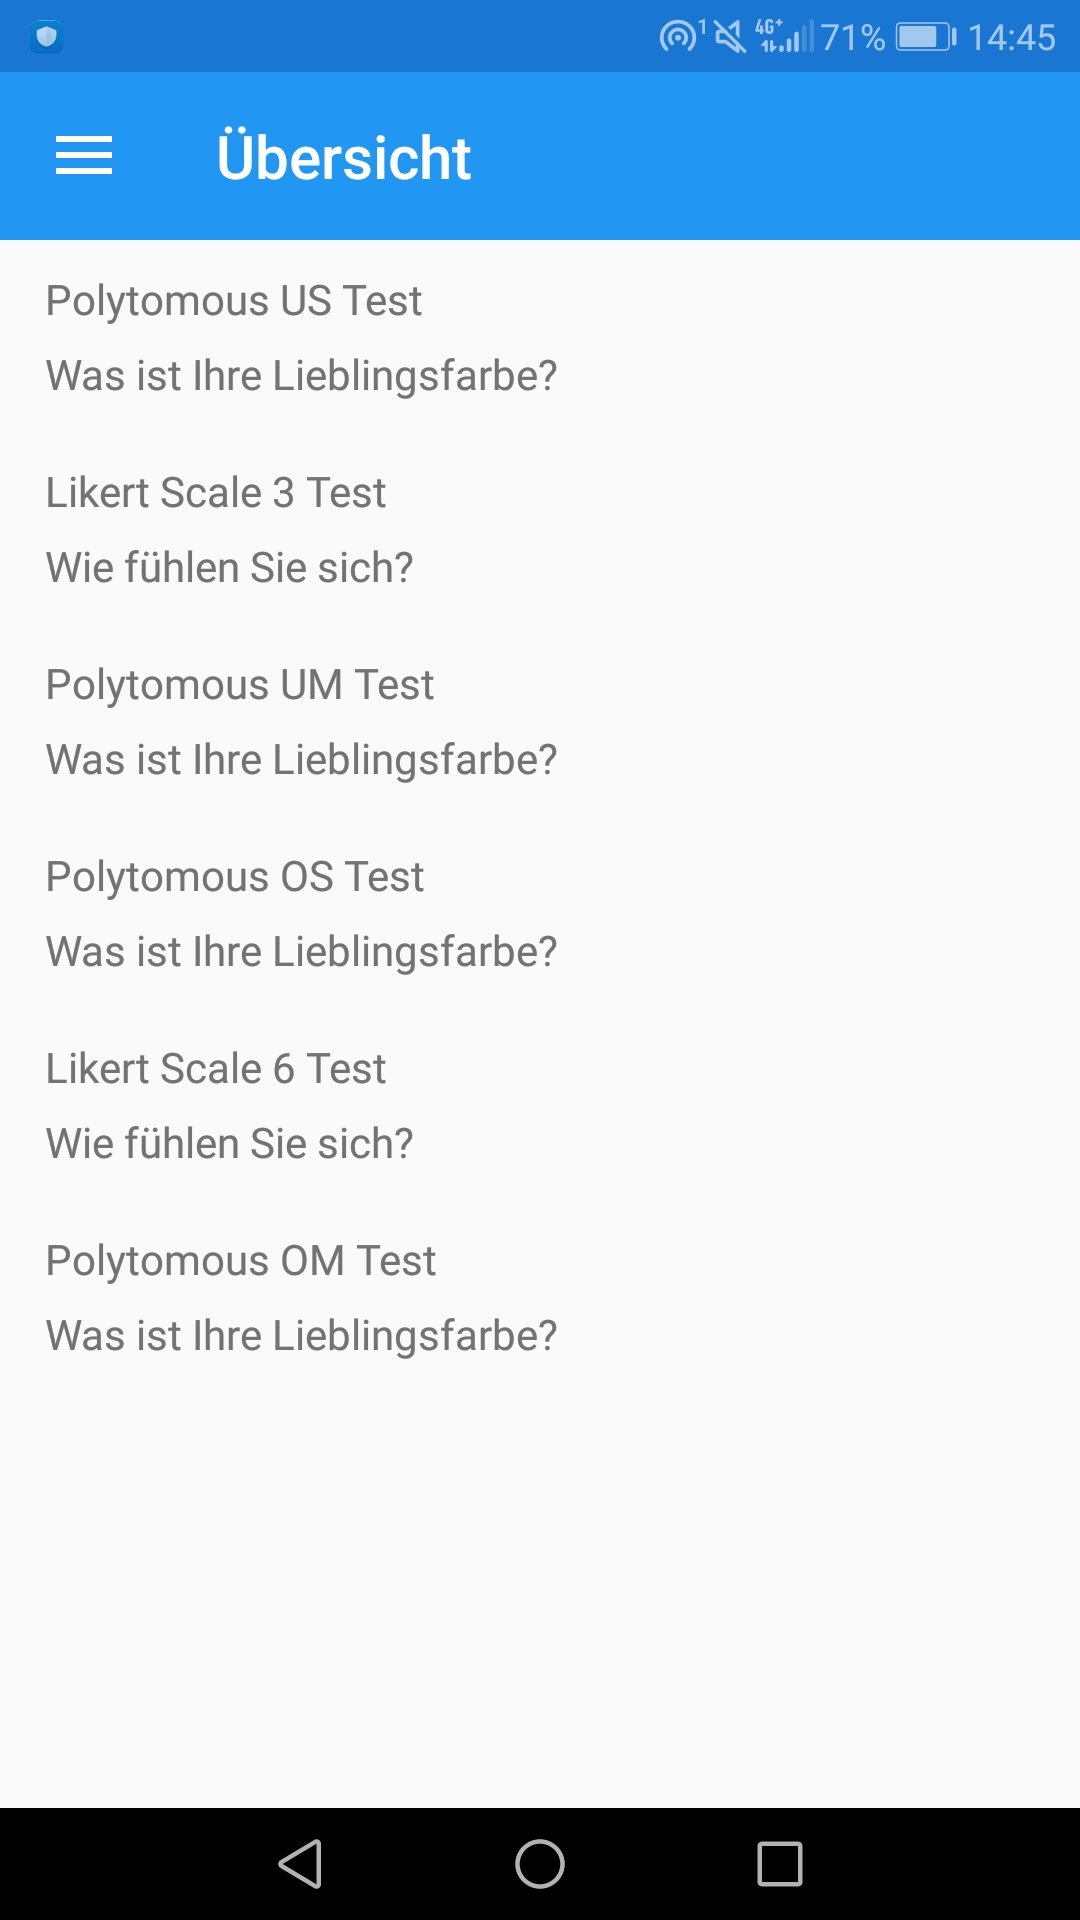 1 4G+ 71% 14:45
Übersicht
Polytomous US Test
Was ist Ihre Lieblingsfarbe?
Likert Scale 3 Test
Wie fühlen Sie sich?
Polytomous UM Test
Was ist Ihre Lieblingsfarbe?
Polytomous OS Test
Was ist Ihre Lieblingsfarbe?
Likert Scale 6 Test
Wie fühlen Sie sich?
Polytomous OM Test
Was ist Ihre Lieblingsfarbe?